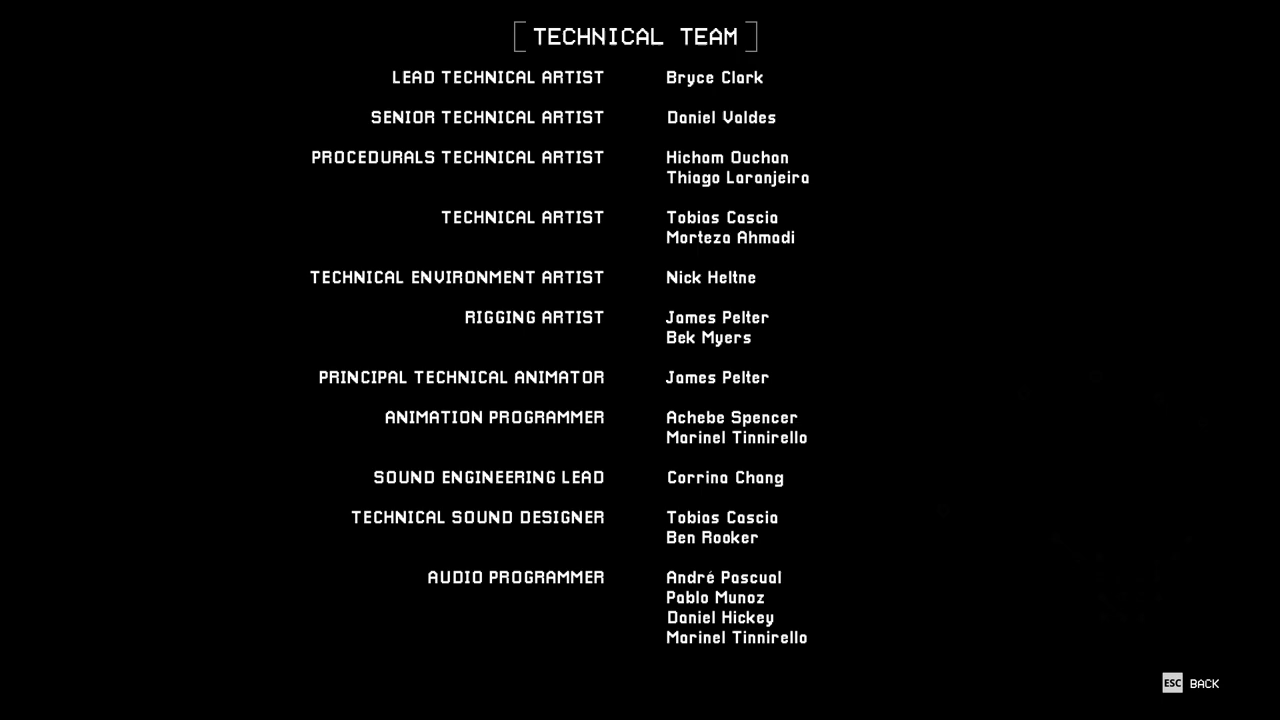 TECHNICAL TEAM
LEAD TECHNICAL ARTIST Bryce Clark
SENIOR TECHNICAL ARTIST Daniel Valdes
PROCEDURALS TECHNICAL ARTIST Hicham Ouchan
Thiago Laranjeira
TECHNICAL ARTIST Tobias Cascia
Morteza Ahmadi
TECHNICAL ENVIRONMENT ARTIST Nick Heltne
RIGGING ARTIST James Pelter
Bek Myers
PRINCIPAL TECHNICAL ANIMATOR James Pelter
ANIMATION PROGRAMMER Achebe Spencer
Marinel Tinnirello
SOUND ENGINEERING LEAD Corrina Chang
TECHNICAL SOUND DESIGNER Tobias Cascia
Ben Rooker
AUDIO PROGRAMMER André Pascual
Pablo Munoz
Daniel Hickey
Marinel Tinnirello
ESC BACK